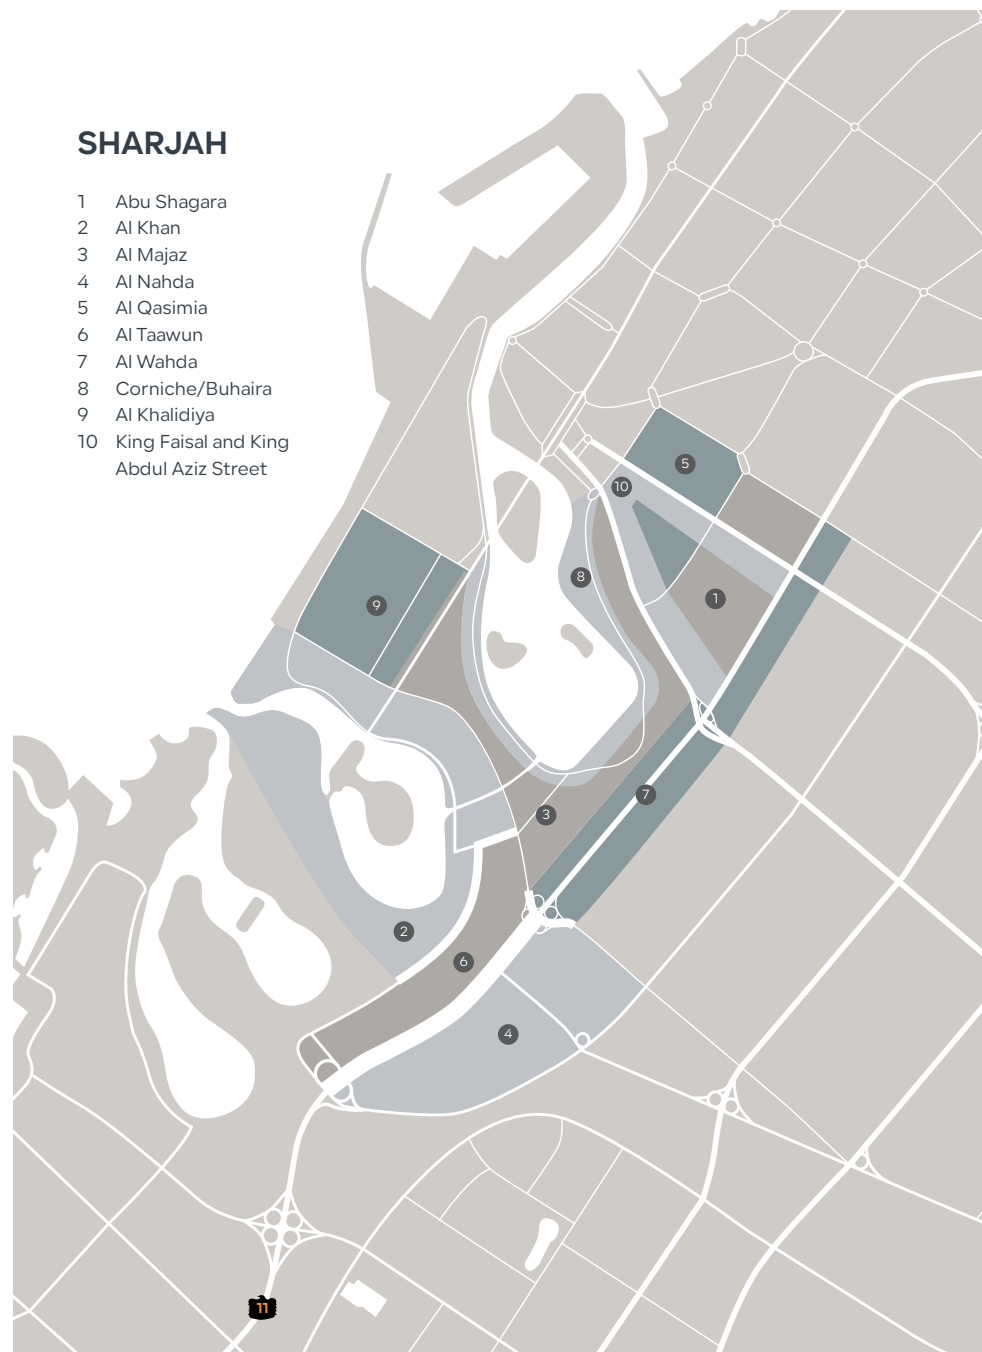 SHARJAH
1 Abu Shagara
2 Al Khan
3 Al Majaz
4 Al Nahda
5 Al Qasimia
6 Al Taawun
7 Al Wahda
8 Corniche/Buhaira
9 Al Khalidiya
10 King Faisal and King
Abdul Aziz Street
5
10
8
1
9
7
3
2
6
4
11